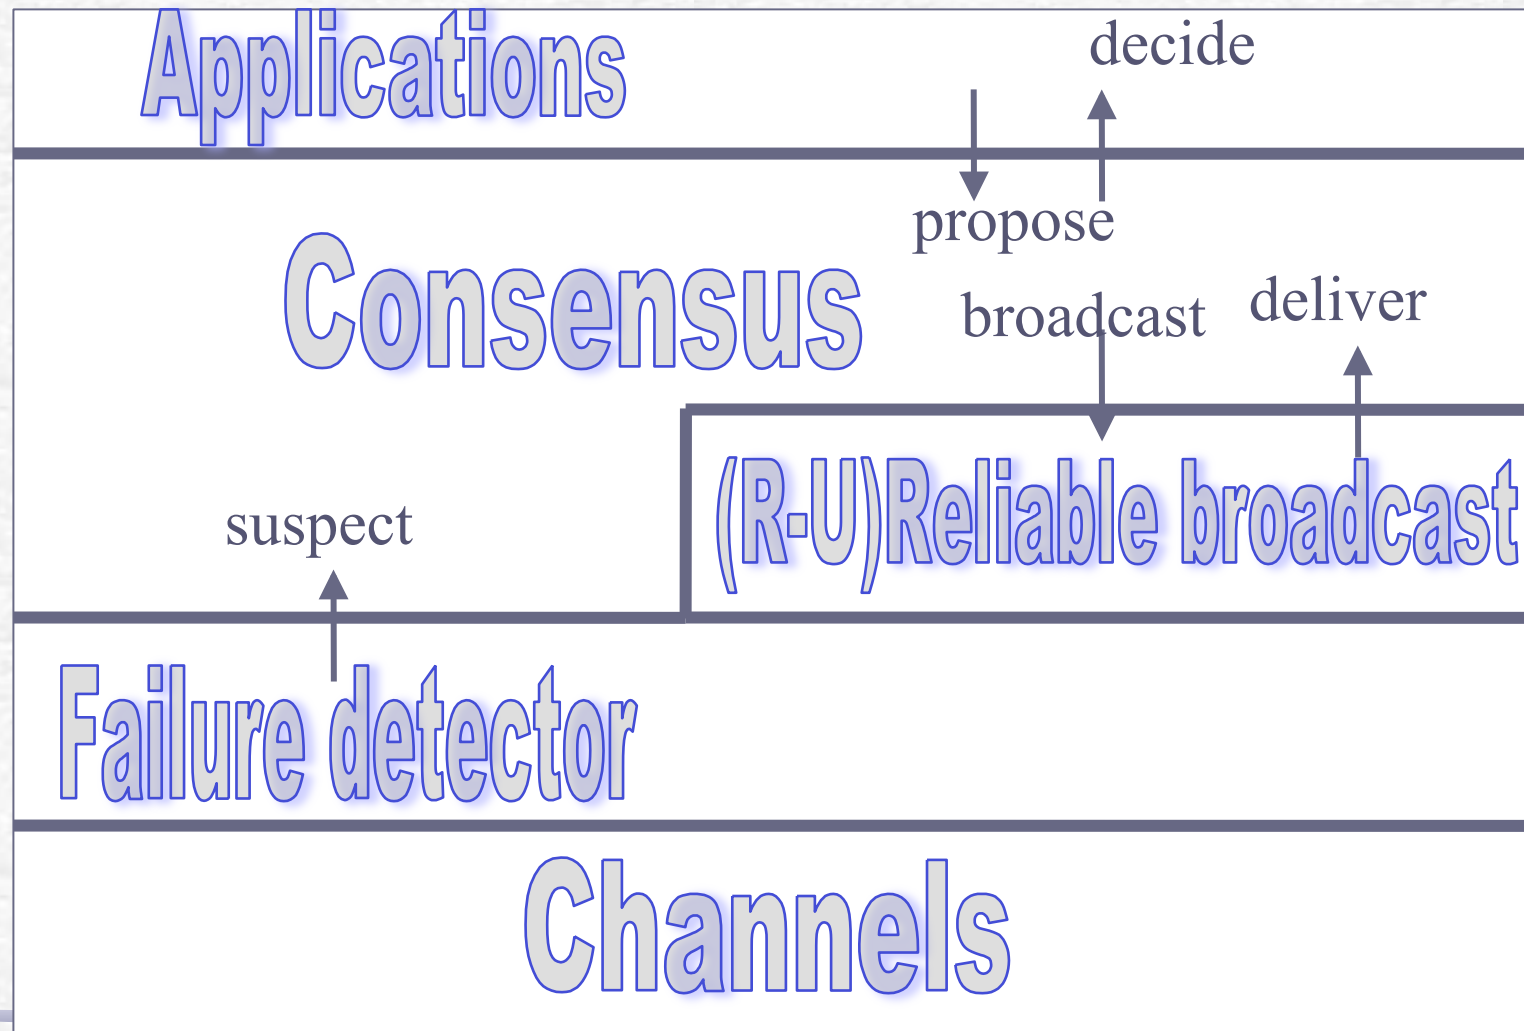 Applications
decide
propose
Consensus
broadcast
deliver
(R-U)Reliable broadcast
suspect
Failure detector
Channels